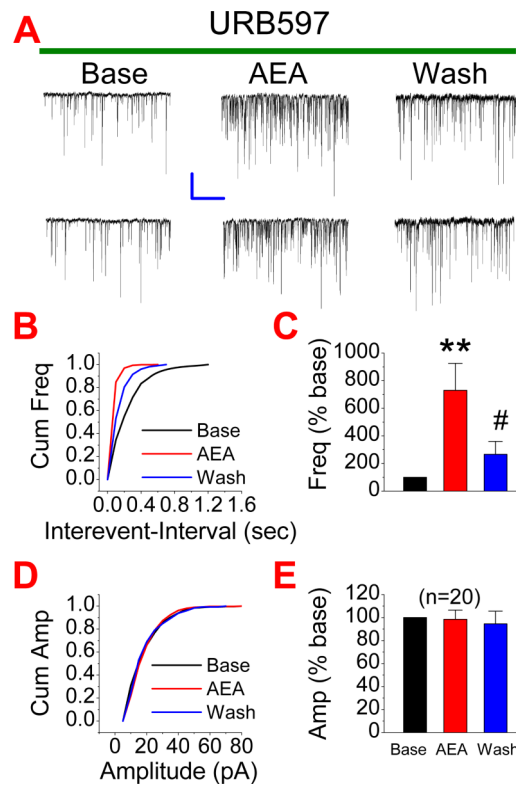 A
URB597
Base AEA Wash
B
Cum Freq
1.0
0.8
0.6
0.4
0.2
0.0
Base
AEA
Wash
0.0 0.4 0.8 1.2 1.6
Interevent-Interval (sec)
C
Freq (% base)
1000
800
600
400
200
**
#
D
Cum Amp
1.0
0.8
0.6
0.4
0.2
0.0
Base
AEA
Wash
0 20 40 60 80
Amplitude (pA)
E
Amp (% base)
120
100
80
60
40
20
0
(n=20)
Base AEA Wash